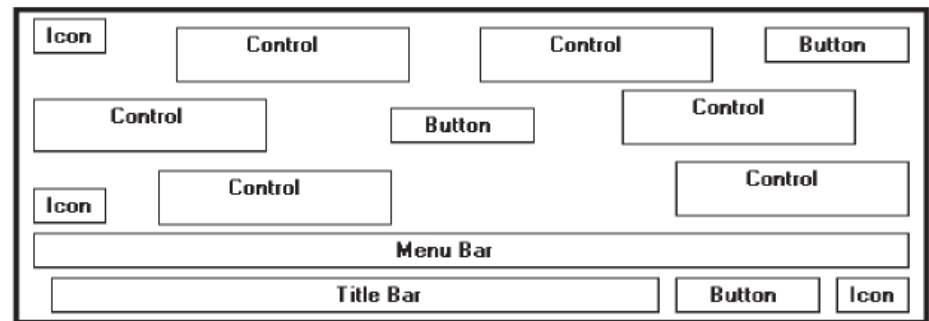 Icon
Control
Control
Button
Control
Button
Control
Icon
Control
Control
Menu Bar
Title Bar
Button
Icon